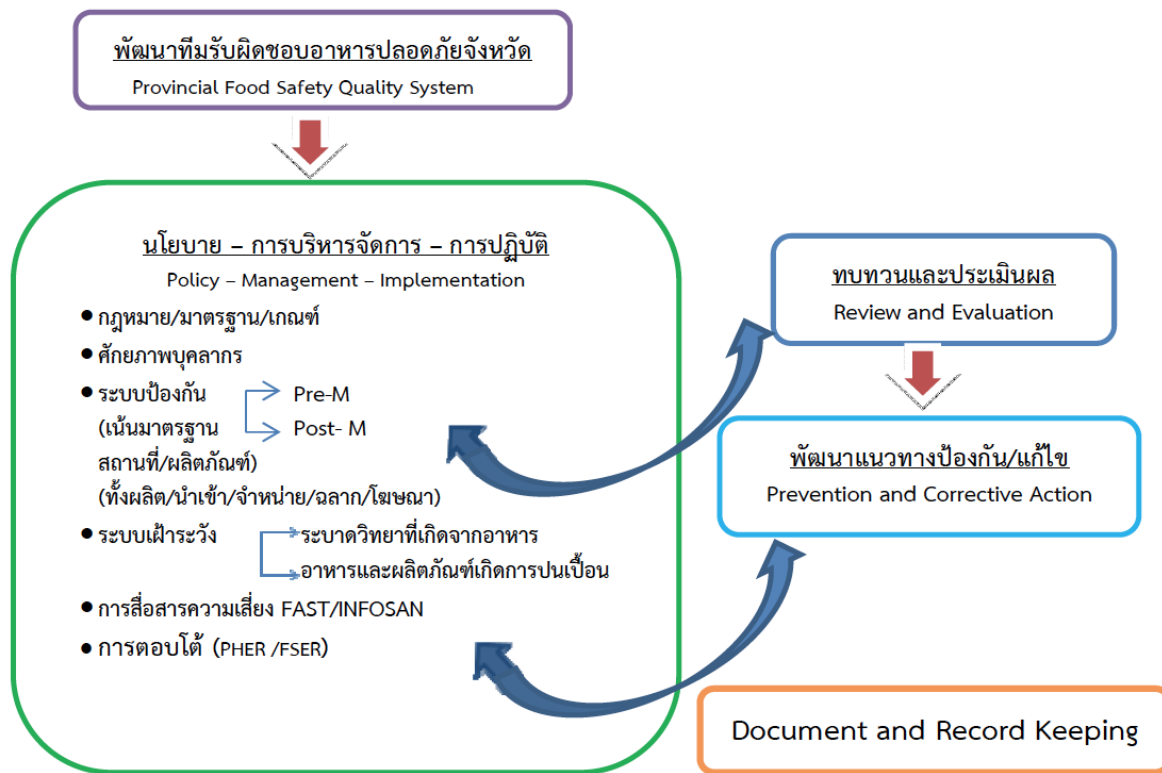 พัฒนาทีมรับผิดชอบอาหารปลอดภัยจังหวัด
Provincial Food Safety Quality System
นโยบาย – การบริหารจัดการ – การปฏิบัติ
Policy – Management – Implementation
● กฎหมาย/มาตรฐาน/เกณฑ์
● ศักยภาพบุคลากร
● ระบบป้องกัน Pre-M
(เน้นมาตรฐาน Post- M
สถานที่/ผลิตภัณฑ์)
(ทั้งผลิต/นำเข้า/จำหน่าย/ฉลาก/โฆษณา)
● ระบบเฝ้าระวัง ระบาดวิทยาที่เกิดจากอาหาร
อาหารและผลิตภัณฑ์เกิดการปนเปื้อน
● การสื่อสารความเสี่ยง FAST/INFOSAN
● การตอบโต้ (PHER /FSER)
ทบทวนและประเมินผล
Review and Evaluation
พัฒนาแนวทางป้องกัน/แก้ไข
Prevention and Corrective Action
Document and Record Keeping